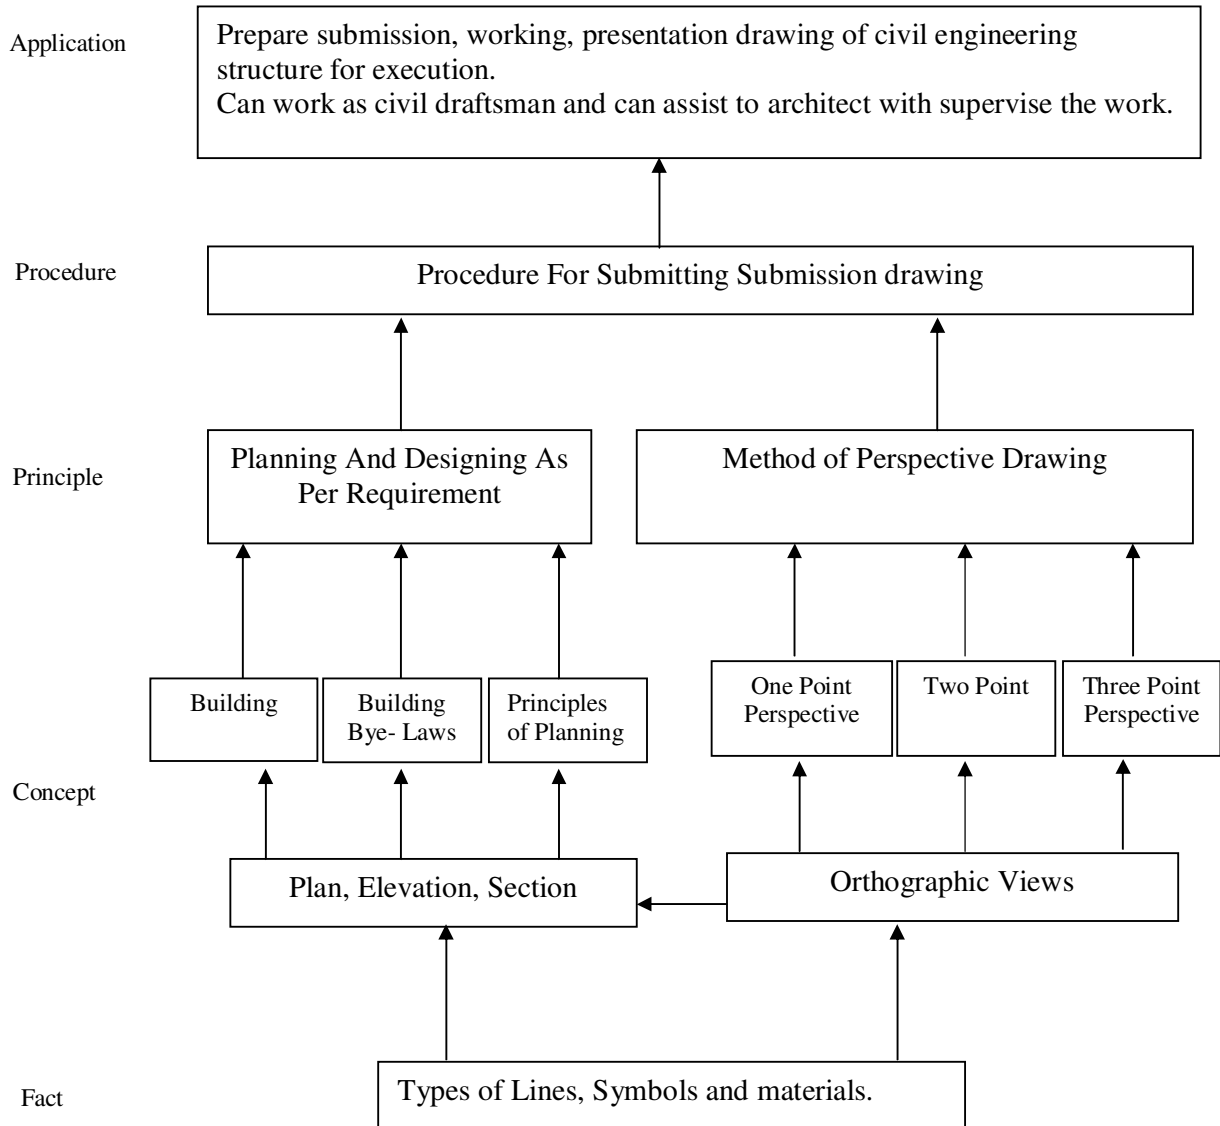 Application
Prepare submission, working, presentation drawing of civil engineering
structure for execution.
Can work as civil draftsman and can assist to architect with supervise the work.
Procedure
Procedure For Submitting Submission drawing
Principle
Planning And Designing As
Per Requirement
Method of Perspective Drawing
Building
Building
Bye- Laws
Principles
of Planning
One Point
Perspective
Two Point
Three Point
Perspective
Concept
Plan, Elevation, Section
Orthographic Views
Fact
Types of Lines, Symbols and materials.